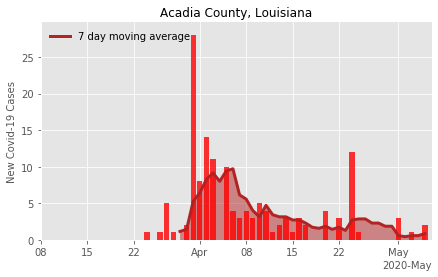 Acadia County, Louisiana
7 day moving average
New Covid-19 Cases
25
20
15
10
5
0
08 15 22 Apr 08 15 22 May
2020-May